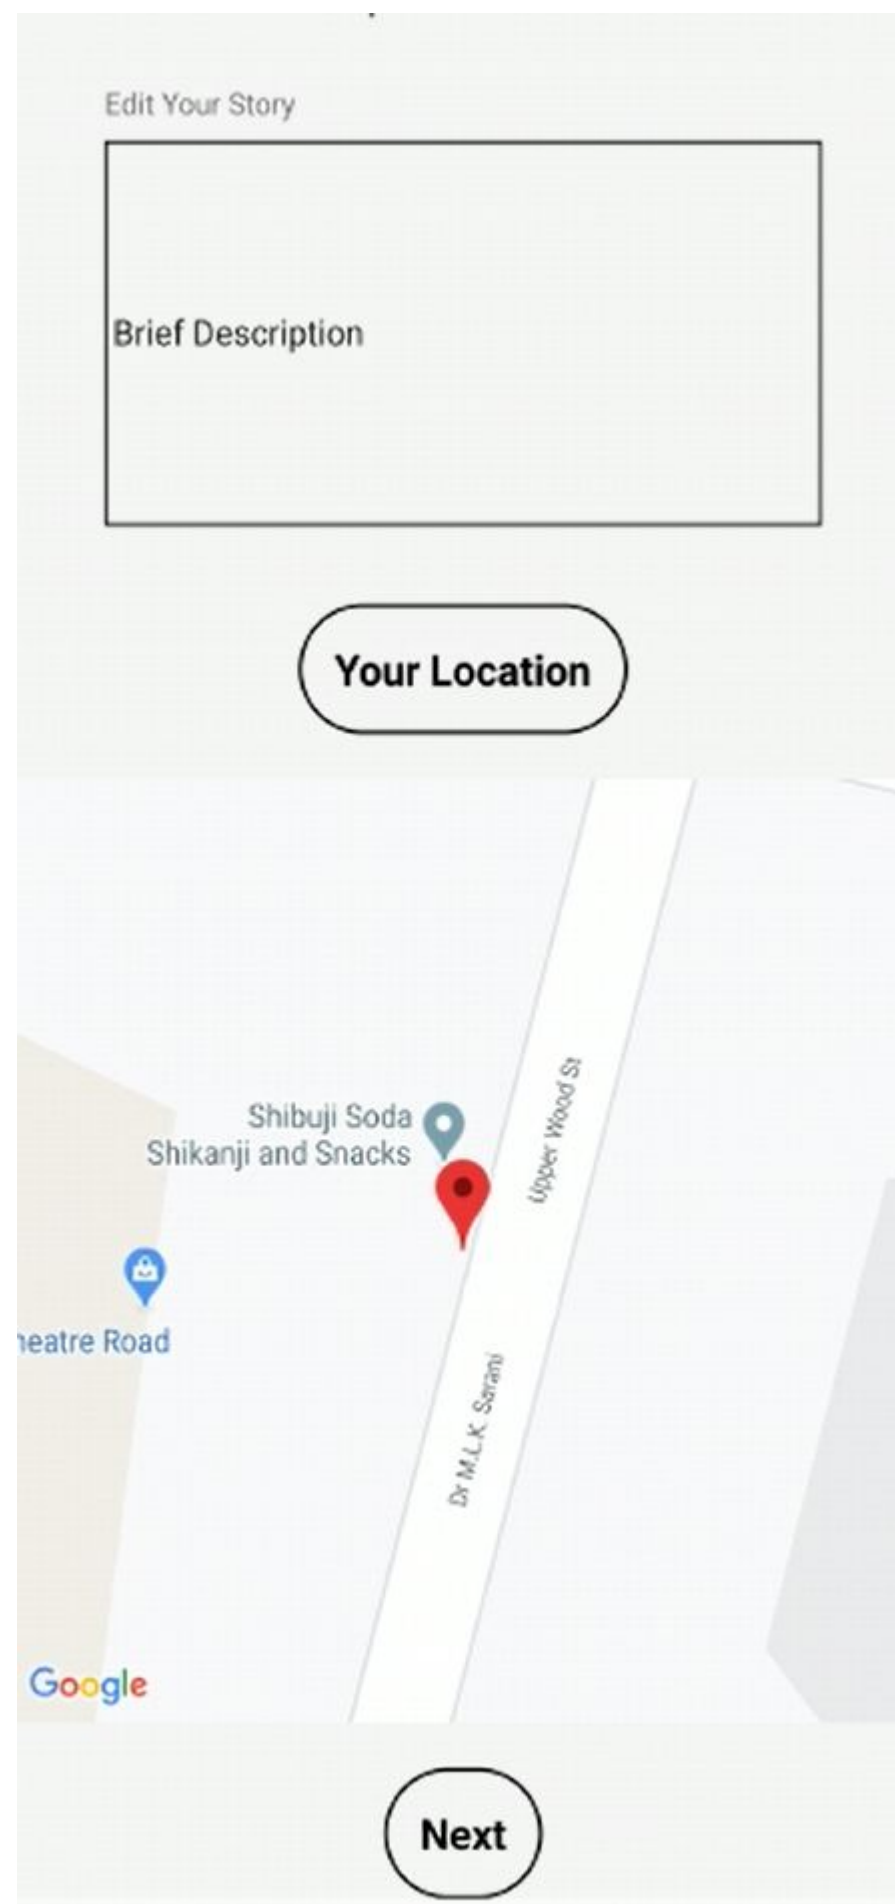 Edit Your Story
Brief Description
Your Location
Shibuji Soda
Shikanji and Snacks
Upper Wood St
heatre Road
Dr M.L.K. Sarani
Google
Next